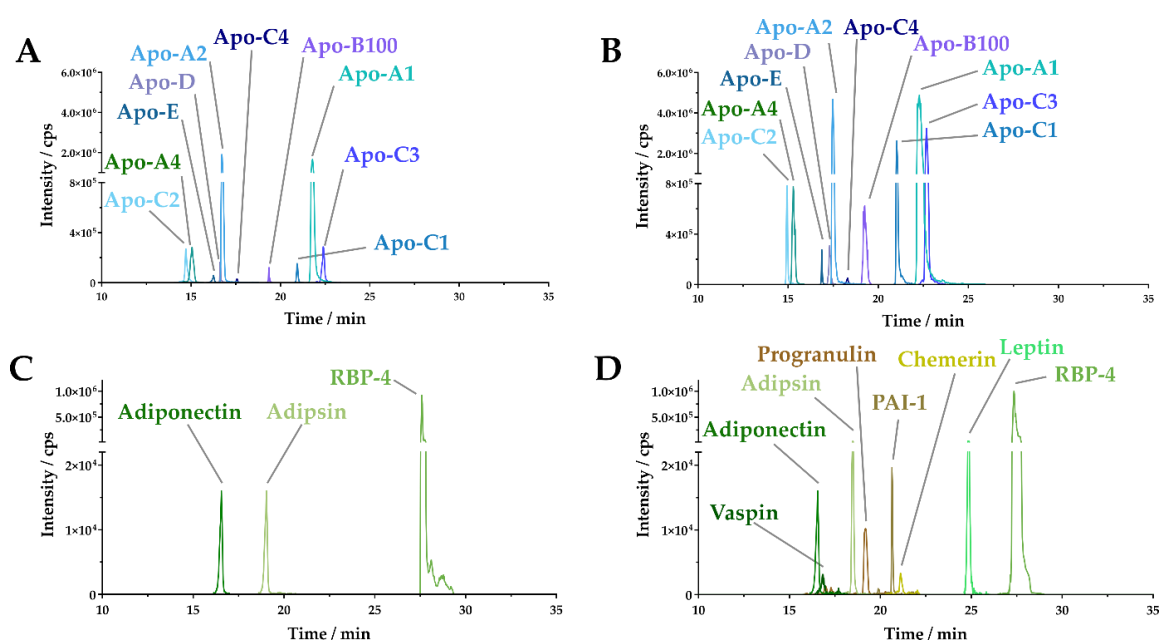 A
Apo-C4
Apo-A2
Apo-B100
Apo-D
Apo-A1
Apo-E
Apo-A4
Apo-C3
Apo-C2
Apo-C1
Intensity / cps
6.0×10⁶
4.0×10⁶
2.0×10⁶
8×10⁵
4×10⁵
0
10 15 20 25 30 35
Time / min
B
Apo-A2
Apo-C4
Apo-D
Apo-B100
Apo-E
Apo-A1
Apo-A4
Apo-C3
Apo-C2
Apo-C1
Intensity / cps
6.0×10⁶
4.0×10⁶
2.0×10⁶
8×10⁵
4×10⁵
0
10 15 20 25 30 35
Time / min
C
RBP-4
Adiponectin
Adipsin
Intensity / cps
1.0×10⁶
5.0×10⁵
2×10⁴
1×10⁴
0
10 15 20 25 30 35
Time / min
D
Progranulin
Chemerin
Leptin
Adipsin
RBP-4
PAI-1
Adiponectin
Vaspin
Intensity / cps
1.0×10⁶
5.0×10⁵
2×10⁴
1×10⁴
0
10 15 20 25 30 35
Time / min